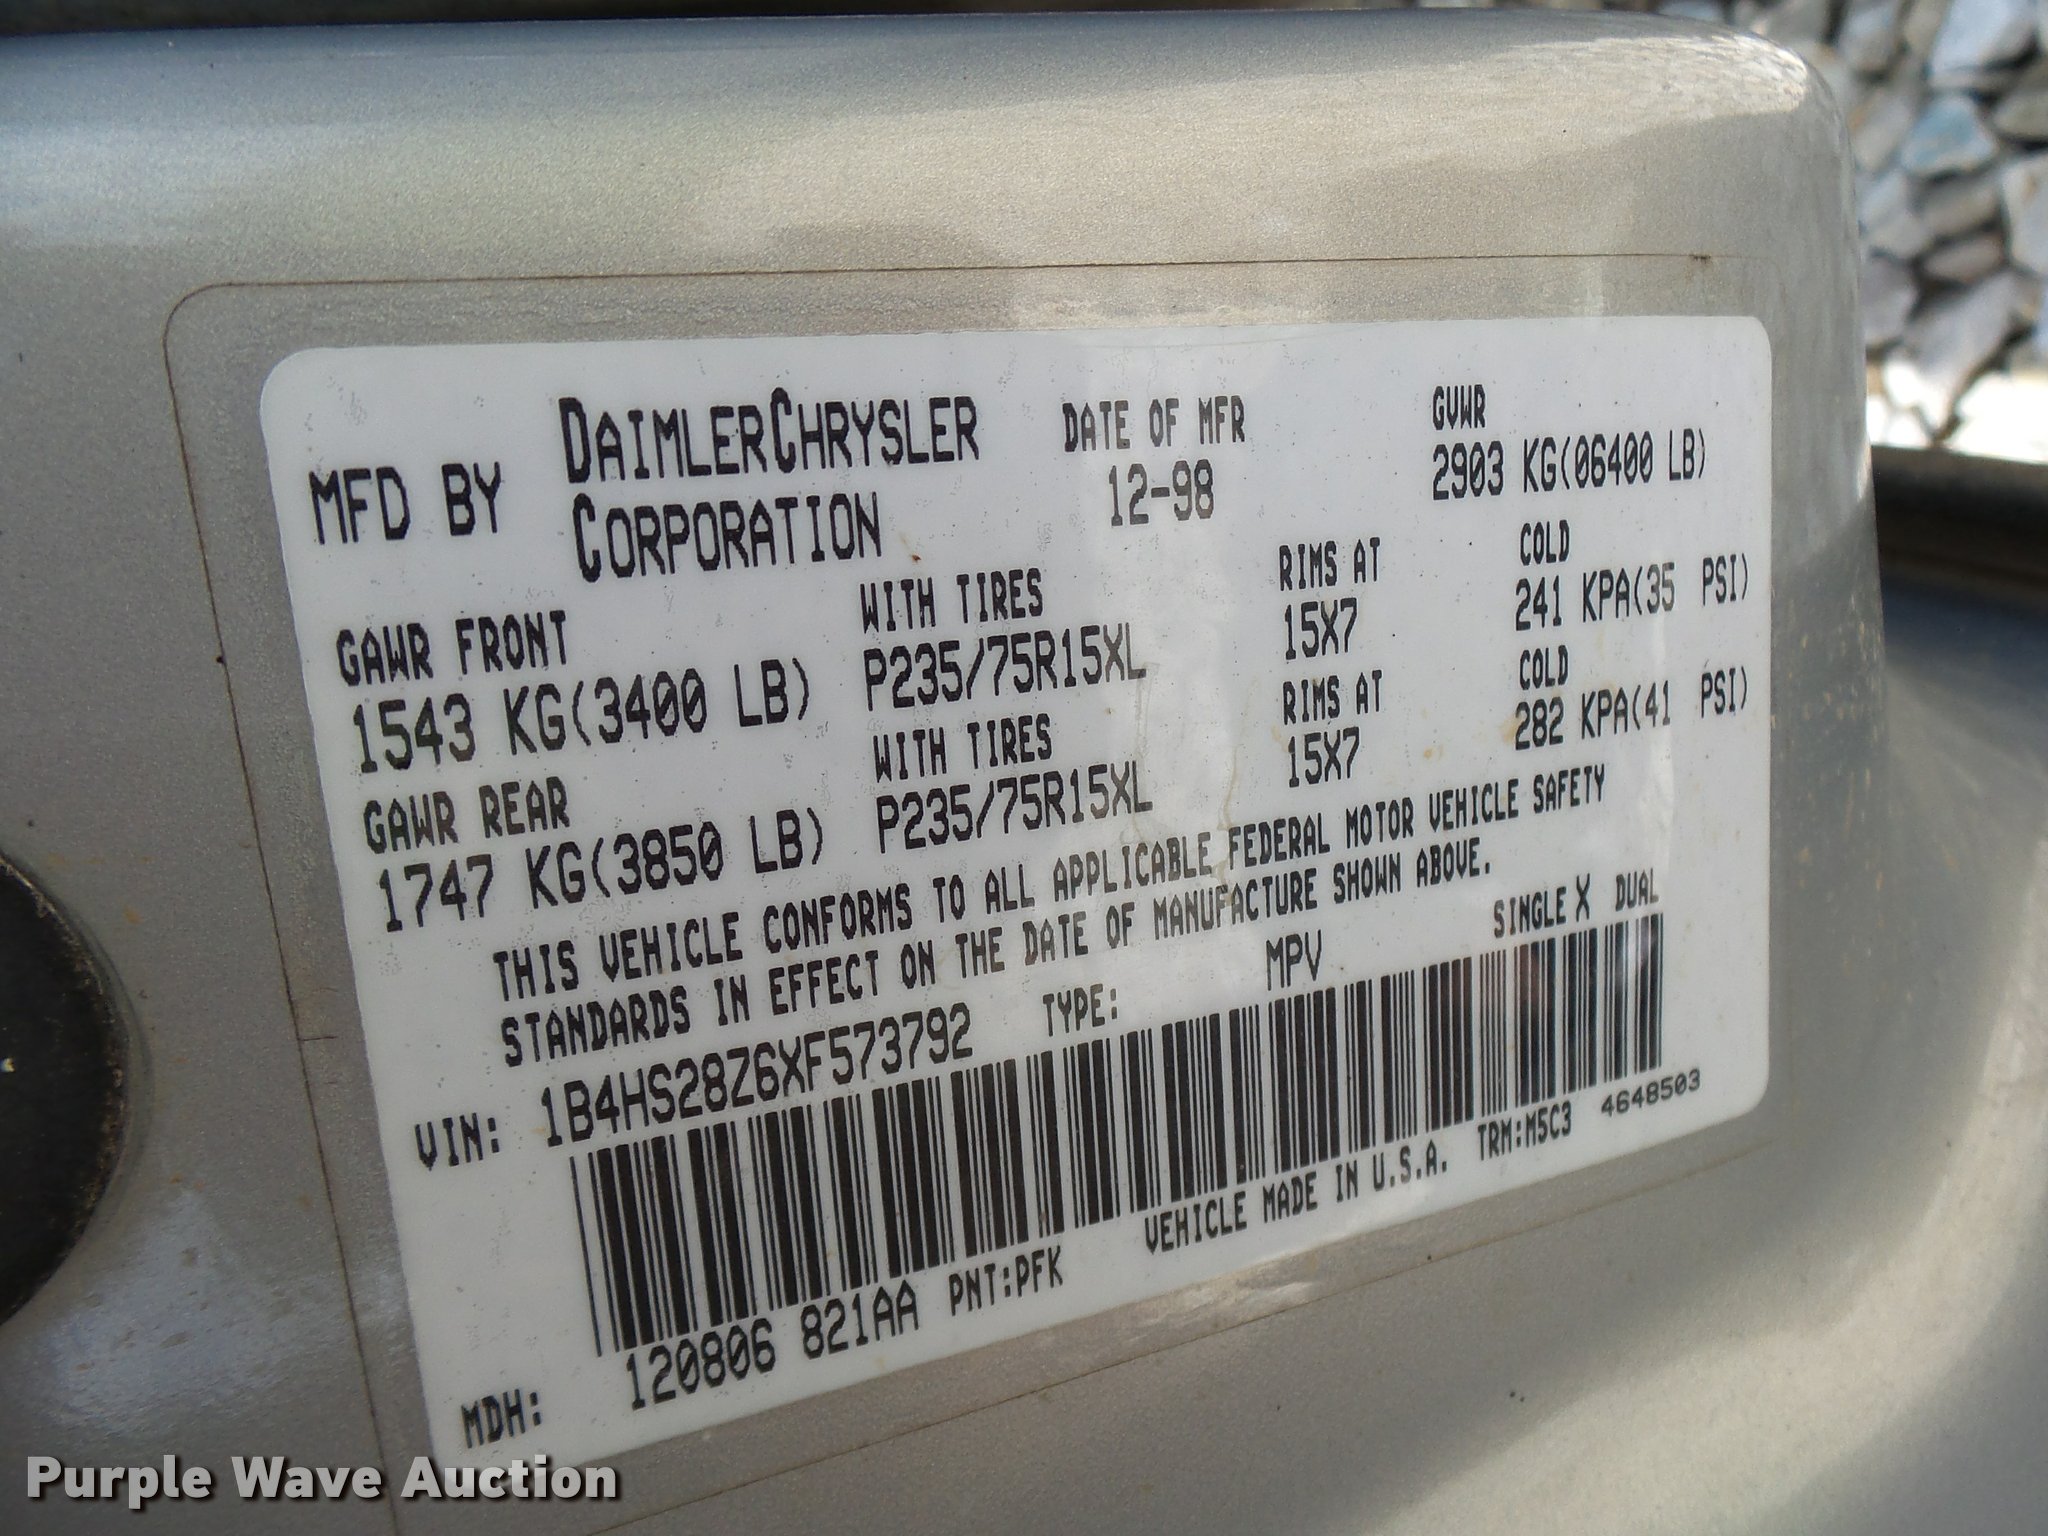 MFD BY DAIMLERCHRYSLER CORPORATION
DATE OF MFR
12-98
GVWR
2903 KG(06400 LB)
GAWR FRONT WITH TIRES RIMS AT COLD
1543 KG(3400 LB) P235/75R15XL 15X7 241 KPA(35 PSI)
GAWR REAR WITH TIRES RIMS AT COLD
1747 KG(3850 LB) P235/75R15XL 15X7 282 KPA(41 PSI)
THIS VEHICLE CONFORMS TO ALL APPLICABLE FEDERAL MOTOR VEHICLE SAFETY
STANDARDS IN EFFECT ON THE DATE OF MANUFACTURE SHOWN ABOVE.
VIN: 1B4HS28Z6XF573792 TYPE: MPV SINGLE X DUAL
MDH: 120806 821AA PNT:PFK VEHICLE MADE IN U.S.A. TRM:M5C3 4648503
Purple Wave Auction